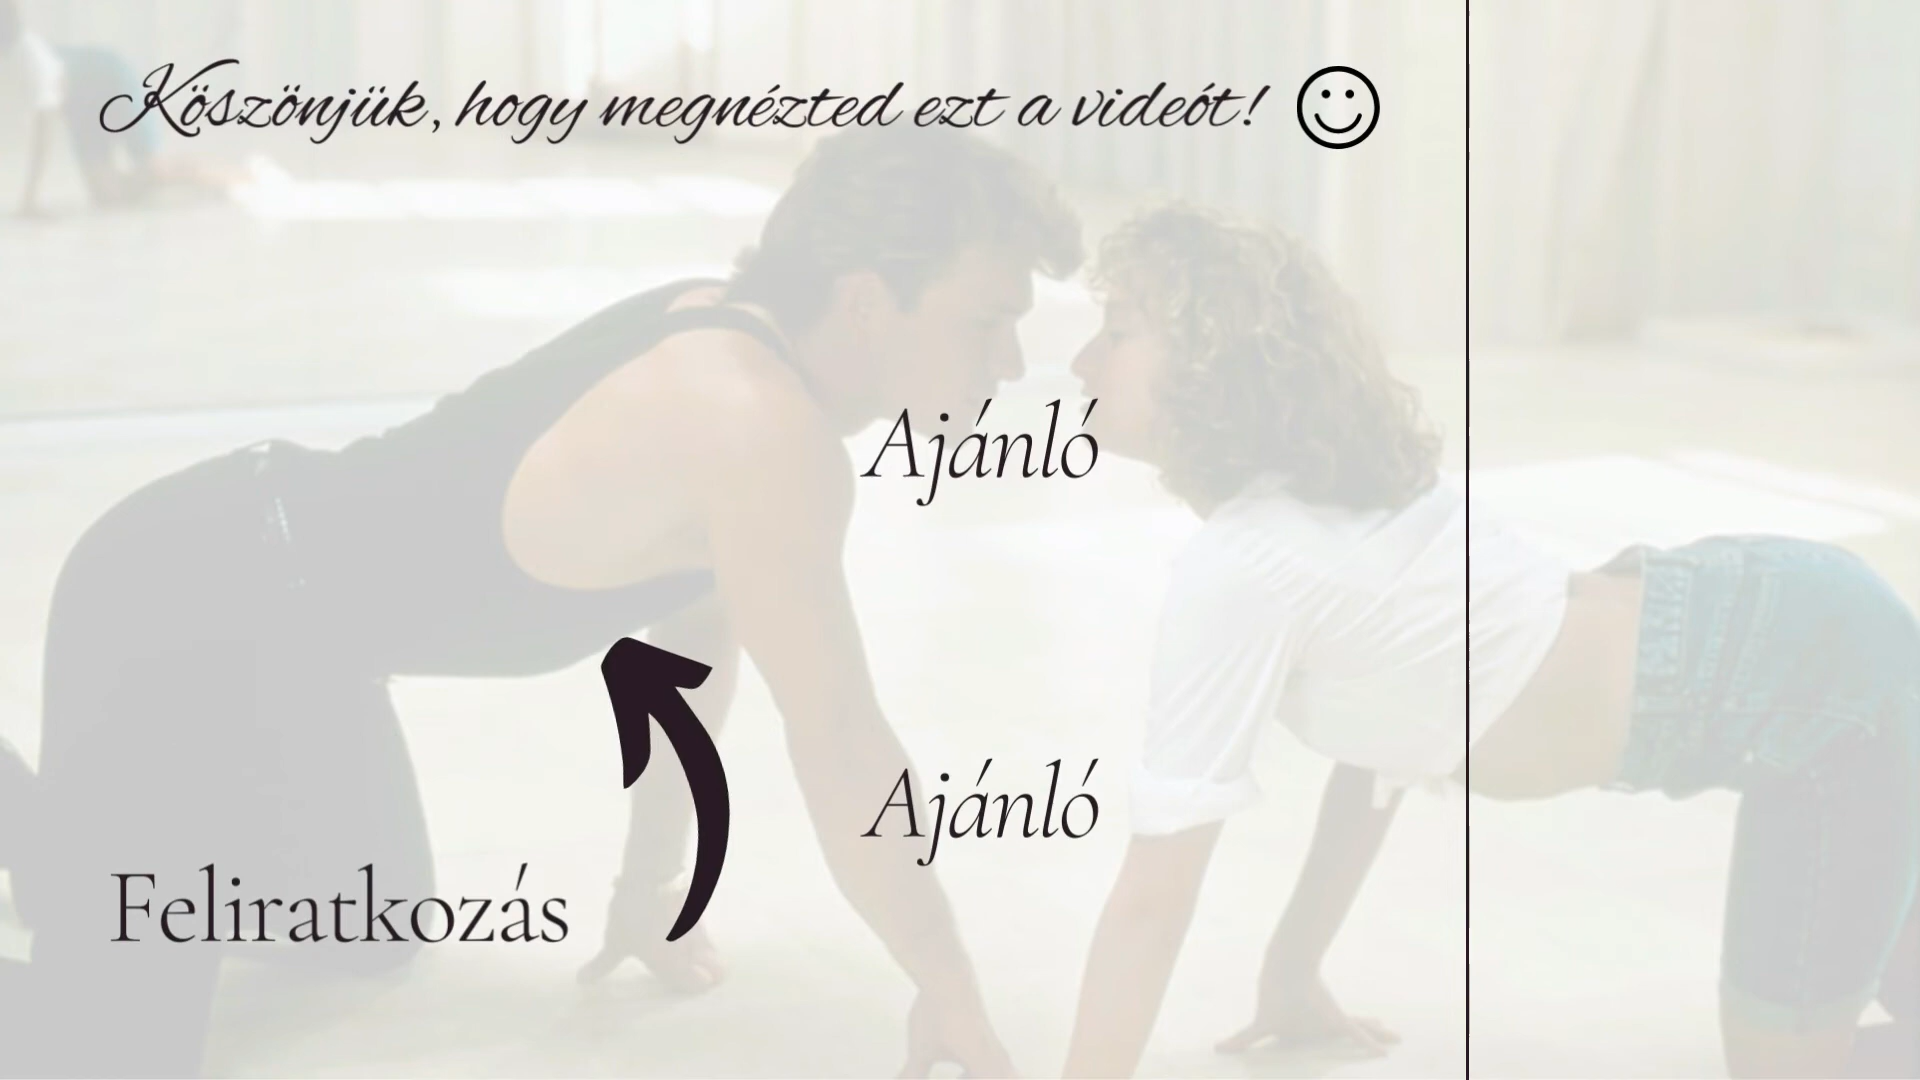 Köszönjük, hogy megnézted ezt a videót!
Ajánló
Ajánló
Feliratkozás